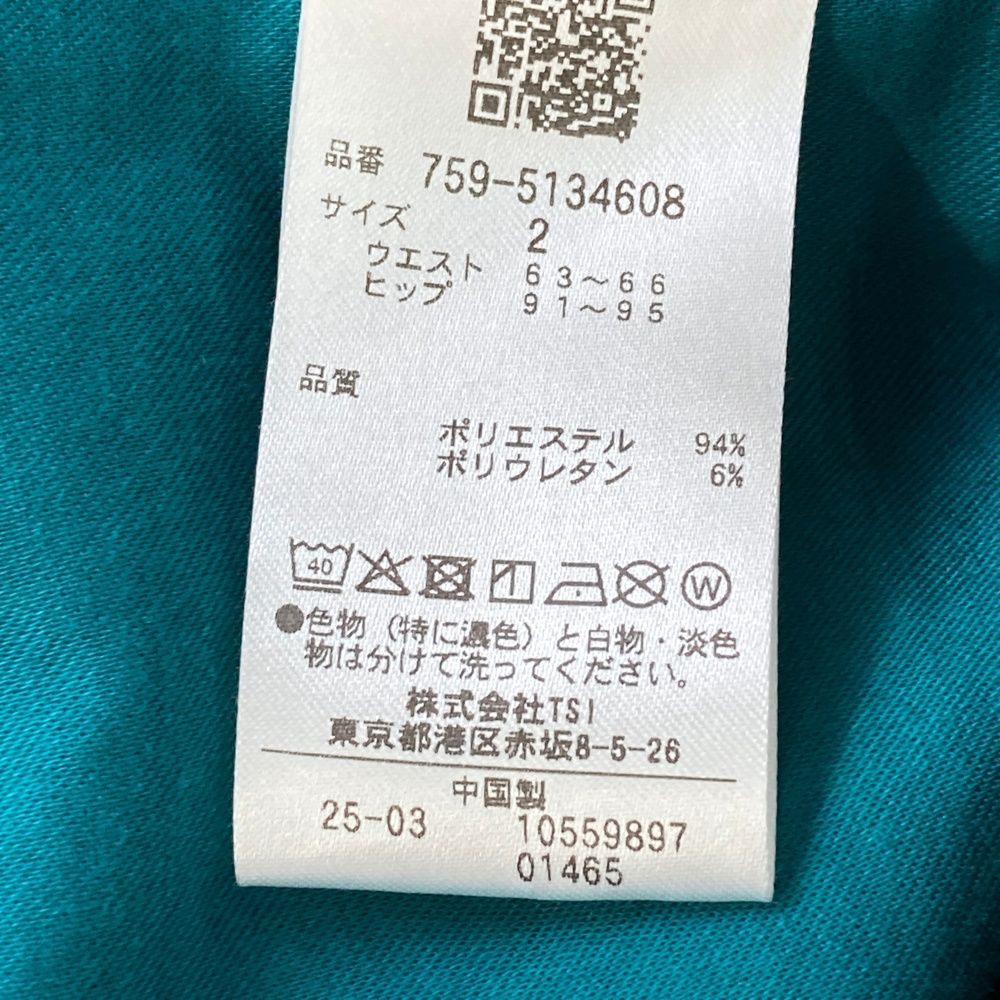 品番 759-5134608
サイズ 2
ウエスト 63～66
ヒップ 91～95
品質
ポリエステル 94%
ポリウレタン 6%
40 W
●色物（特に濃色）と白物・淡色
物は分けて洗ってください。
株式会社TSI
東京都港区赤坂8-5-26
中国製
25-03 10559897
01465